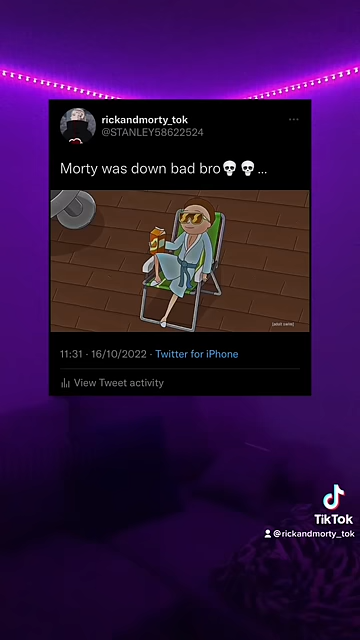 rickandmorty_tok
@STANLEY58622524
Morty was down bad bro💀💀...
[adult swim]
11:31 · 16/10/2022 · Twitter for iPhone
View Tweet activity
TikTok
@rickandmorty_tok